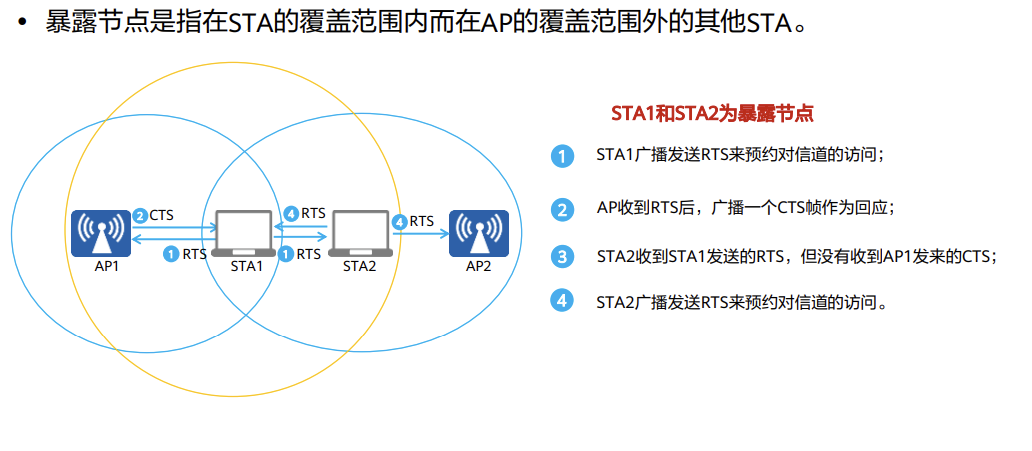 • 暴露节点是指在STA的覆盖范围内而在AP的覆盖范围外的其他STA。
STA1和STA2为暴露节点
1 STA1广播发送RTS来预约对信道的访问；
2 AP收到RTS后，广播一个CTS帧作为回应；
3 STA2收到STA1发送的RTS，但没有收到AP1发来的CTS；
4 STA2广播发送RTS来预约对信道的访问。
2 CTS
4 RTS
4 RTS
1 RTS
1 RTS
AP1
STA1
STA2
AP2